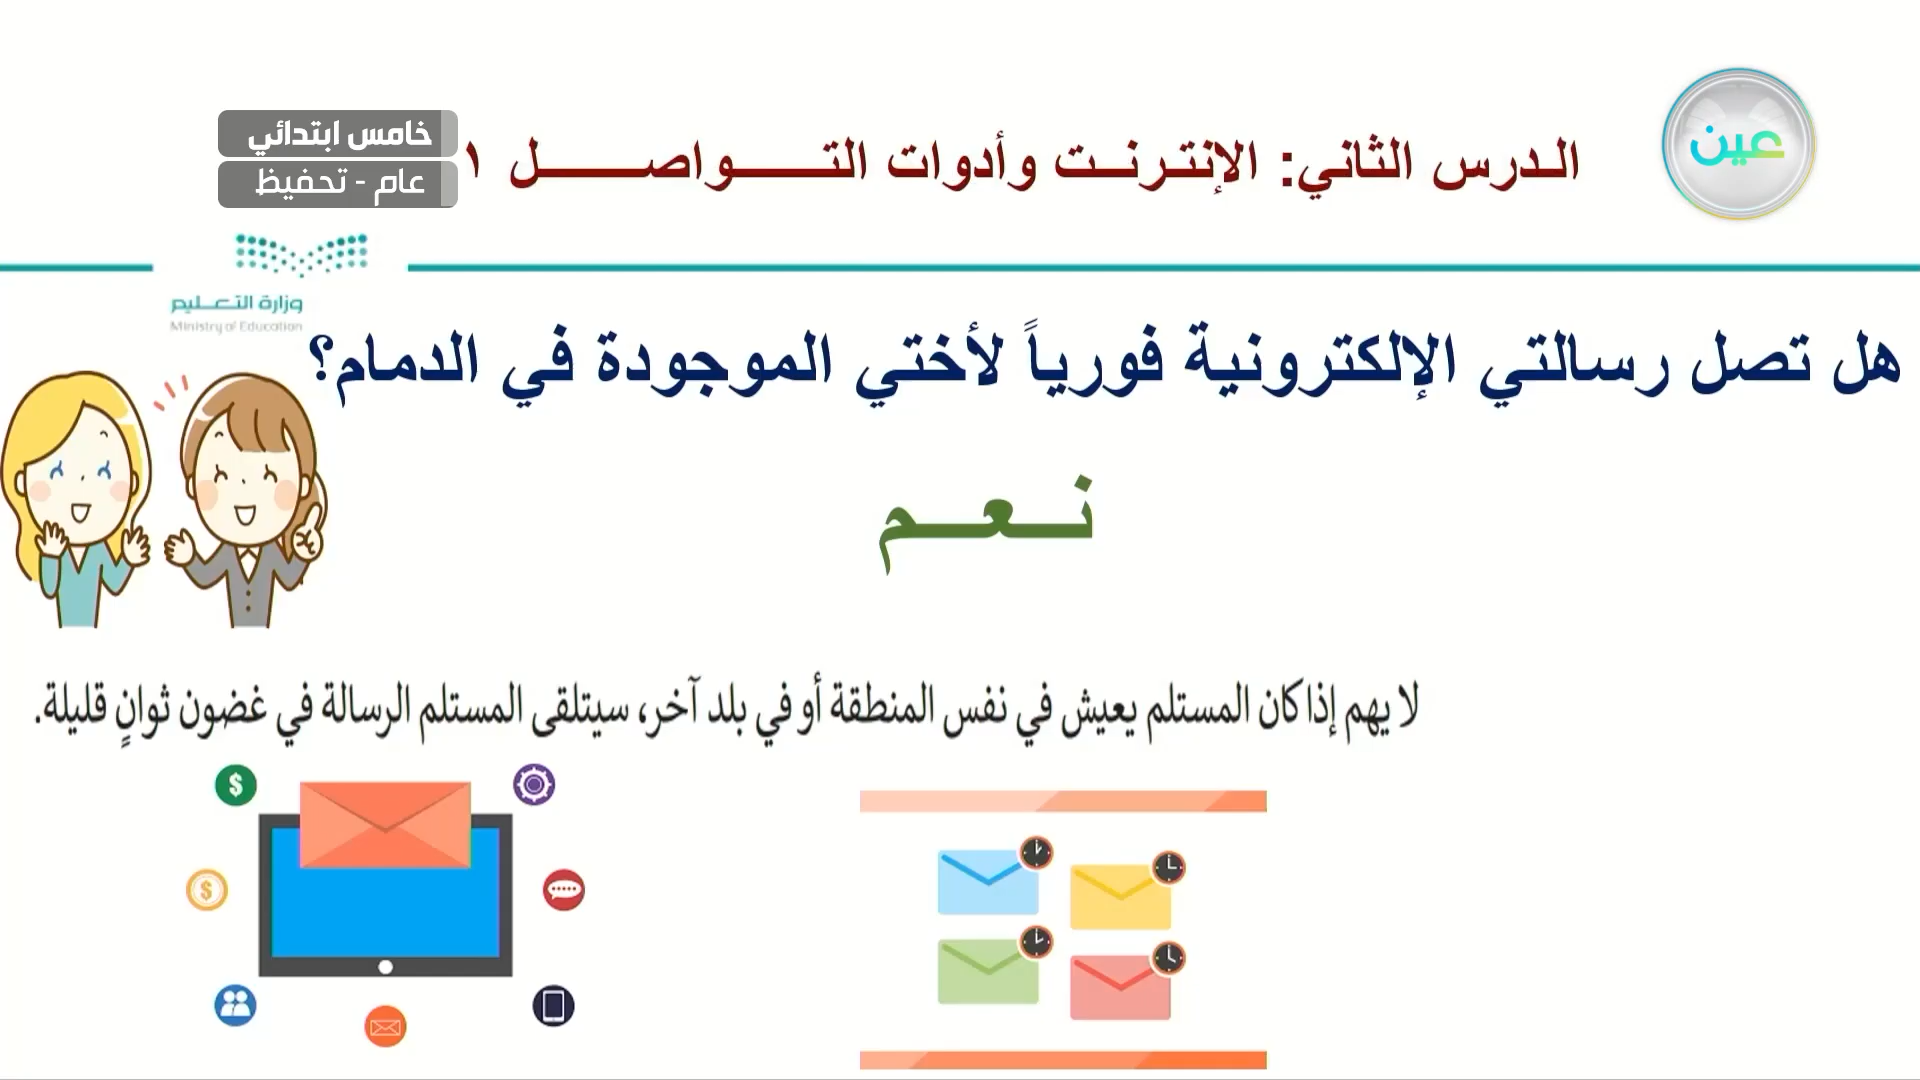 عين
الدرس الثاني: الإنترنت وأدوات التواصل ١
خامس ابتدائي
عام - تحفيظ
وزارة التعليم
Ministry of Education
هل تصل رسالتي الإلكترونية فورياً لأختي الموجودة في الدمام؟
نعم
لا يهم إذا كان المستلم يعيش في نفس المنطقة أو في بلد آخر، سيتلقى المستلم الرسالة في غضون ثوانٍ قليلة.
$
$